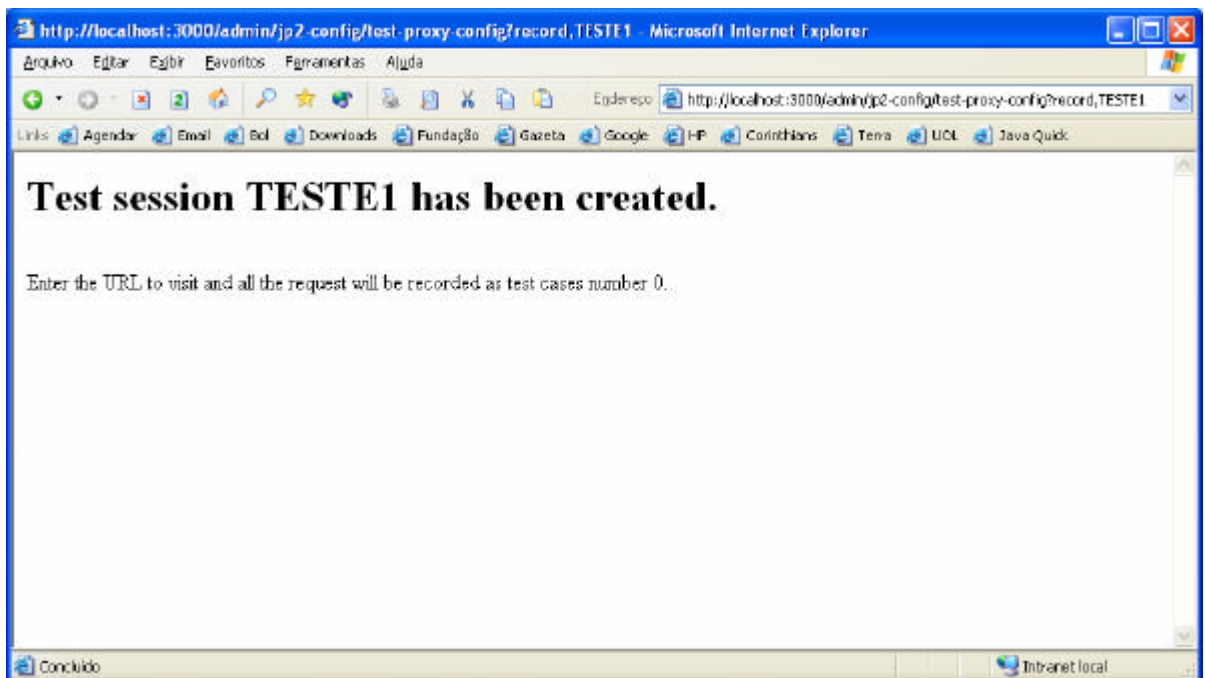 http://localhost:3000/admin/jp2-config/test-proxy-config?record,TESTE1 - Microsoft Internet Explorer
Arquivo Editar Exibir Favoritos Ferramentas Ajuda
Endereço http://localhost:3000/admin/jp2-config/test-proxy-config?record,TESTE1
Links Agendar Email Bol Downloads Fundação Gazeta Google HP Corinthians Terra UOL Java Quick
Test session TESTE1 has been created.
Enter the URL to visit and all the request will be recorded as test cases number 0.
Concluído Intranet local